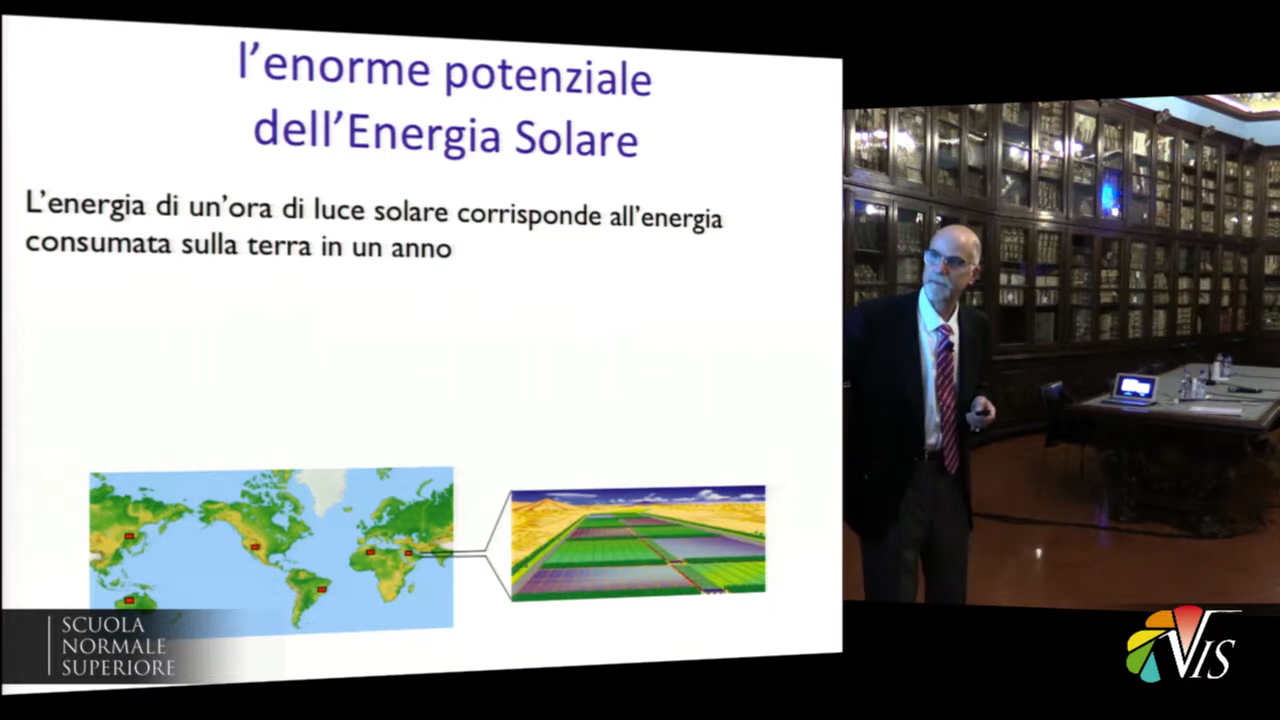 l’enorme potenziale
dell’Energia Solare
L’energia di un’ora di luce solare corrisponde all’energia
consumata sulla terra in un anno
SCUOLA
NORMALE
SUPERIORE
VIS